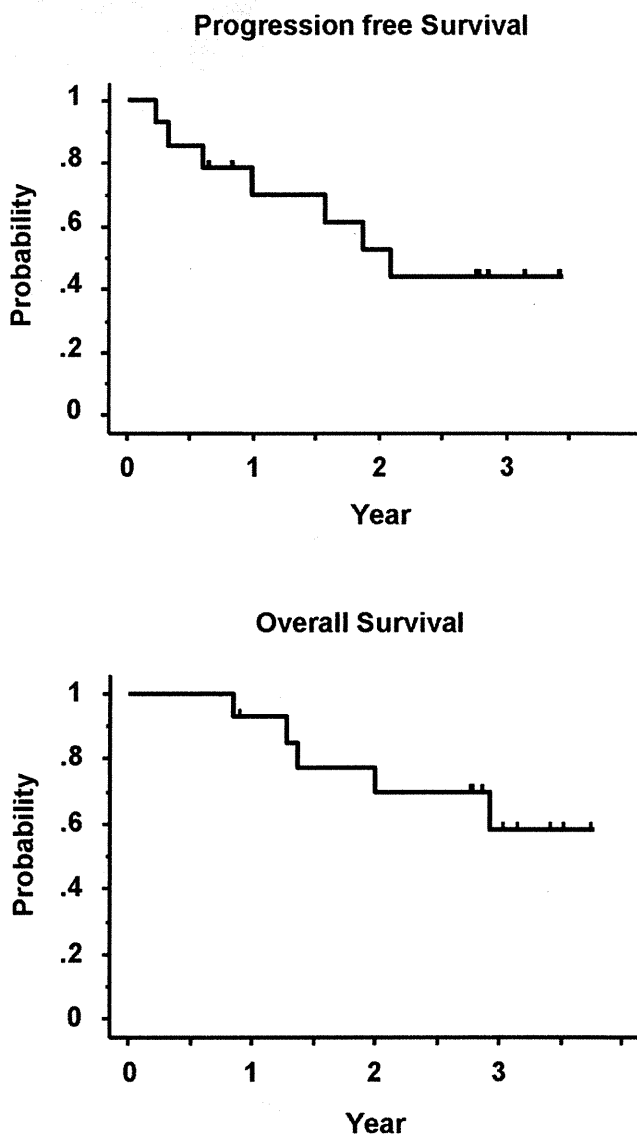 Progression free Survival
1
.8
.6
.4
.2
0
Probability
0 1 2 3
Year
Overall Survival
1
.8
.6
.4
.2
0
Probability
0 1 2 3
Year